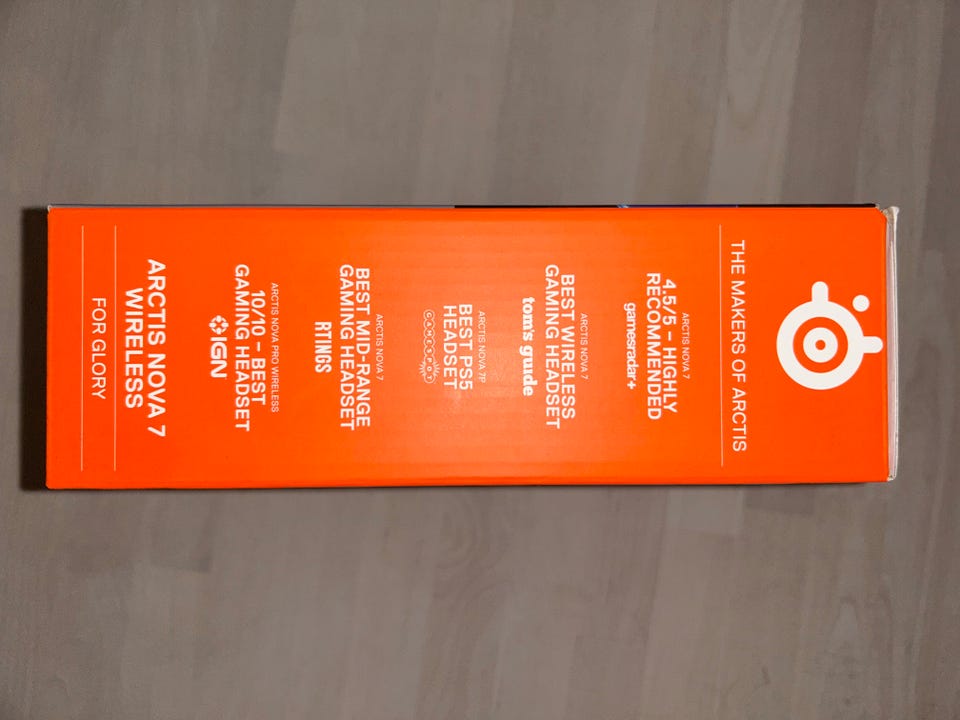 THE MAKERS OF ARCTIS
ARCTIS NOVA 7
4.5/5 – HIGHLY
RECOMMENDED
gamesradar+
ARCTIS NOVA 7
BEST WIRELESS
GAMING HEADSET
tom's guide
ARCTIS NOVA 7P
BEST PS5
HEADSET
GAMESPOT
ARCTIS NOVA 7
BEST MID-RANGE
GAMING HEADSET
RTINGS
ARCTIS NOVA PRO WIRELESS
10/10 – BEST
GAMING HEADSET
IGN
ARCTIS NOVA 7
WIRELESS
FOR GLORY